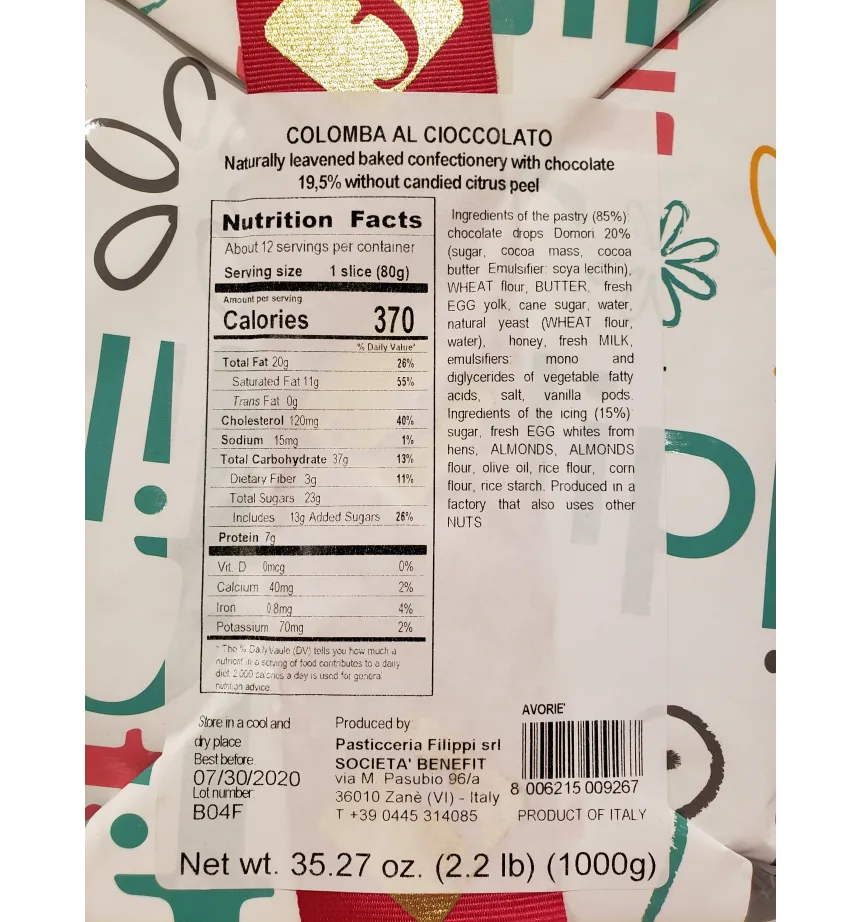 COLOMBA AL CIOCCOLATO
Naturally leavened baked confectionery with chocolate
19,5% without candied citrus peel
Nutrition Facts
About 12 servings per container
Serving size 1 slice (80g)
Amount per serving
Calories 370
% Daily Value*
Total Fat 20g 26%
Saturated Fat 11g 55%
Trans Fat 0g
Cholesterol 120mg 40%
Sodium 15mg 1%
Total Carbohydrate 37g 13%
Dietary Fiber 3g 11%
Total Sugars 23g
Includes 13g Added Sugars 26%
Protein 7g
Vit. D 0mcg 0%
Calcium 40mg 2%
Iron 0.8mg 4%
Potassium 70mg 2%
* The % Daily Vaule (DV) tells you how much a
nutrient in a serving of food contributes to a daily
diet. 2.000 calories a day is used for general
nutrition advice.
Ingredients of the pastry (85%):
chocolate drops Domori 20%
(sugar, cocoa mass, cocoa
butter Emulsifier: soya lecithin),
WHEAT flour, BUTTER, fresh
EGG yolk, cane sugar, water,
natural yeast (WHEAT flour,
water), honey, fresh MILK,
emulsifiers: mono and
diglycerides of vegetable fatty
acids, salt, vanilla pods.
Ingredients of the icing (15%):
sugar, fresh EGG whites from
hens, ALMONDS, ALMONDS
flour, olive oil, rice flour, corn
flour, rice starch. Produced in a
factory that also uses other
NUTS
Store in a cool and
dry place
Best before:
07/30/2020
Lot number:
B04F
Produced by:
Pasticceria Filippi srl
SOCIETA' BENEFIT
via M. Pasubio 96/a
36010 Zanè (VI) - Italy
T +39 0445 314085
AVORIE'
8 006215 009267
PRODUCT OF ITALY
Net wt. 35.27 oz. (2.2 lb) (1000g)